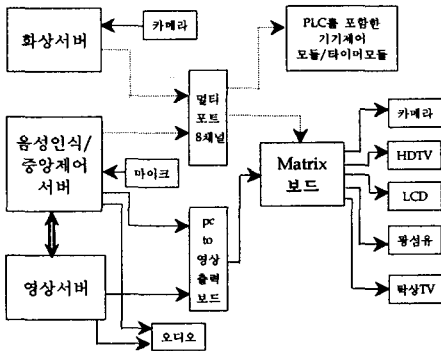 화상서버
카메라
PLC를 포함한
기기제어
모듈/타이머모듈
멀티
포트
8채널
음성인식/
중앙제어
서버
마이크
Matrix
보드
카메라
HDTV
LCD
광섬유
탁상TV
pc
to
영상
출력
보드
영상서버
오디오